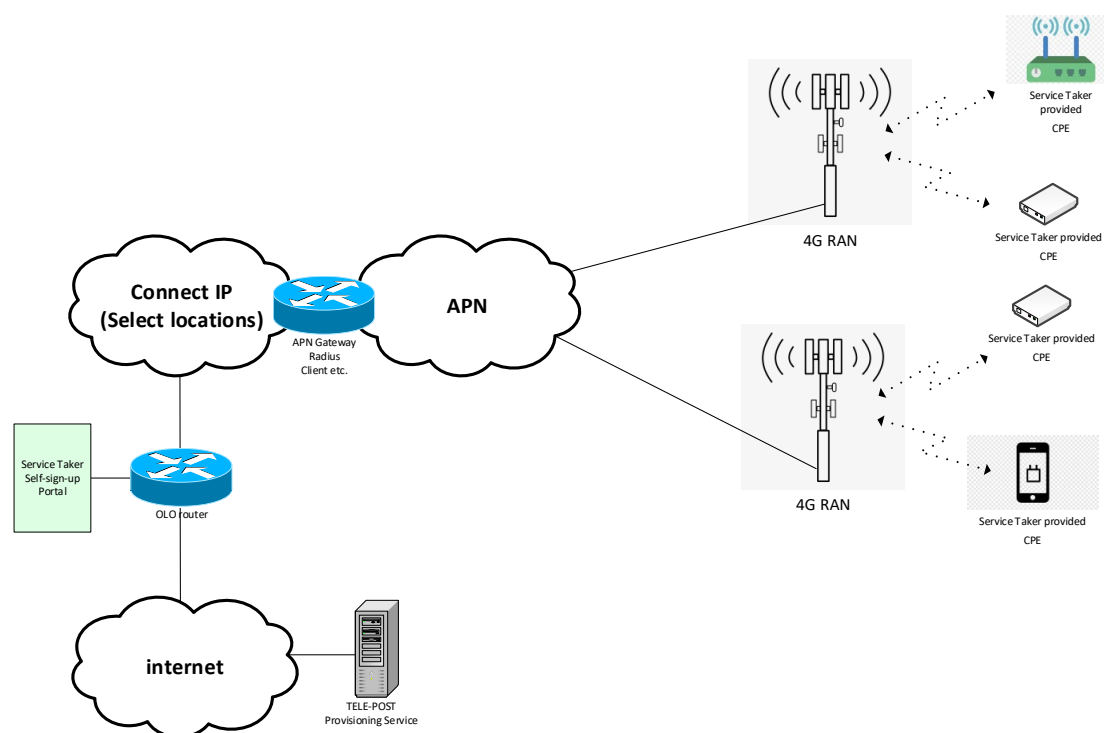 Service Taker
provided
CPE
4G RAN
Service Taker provided
CPE
Connect IP
(Select locations)
APN
APN Gateway
Radius
Client etc.
Service Taker provided
CPE
Service Taker
Self-sign-up
Portal
OLO router
4G RAN
Service Taker provided
CPE
internet
TELE-POST
Provisioning Service